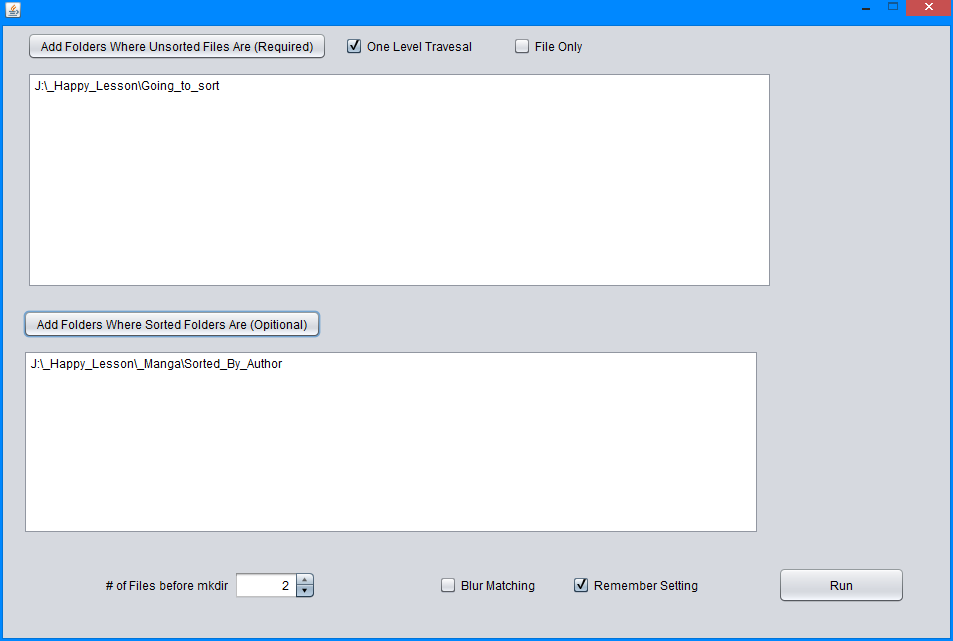 Add Folders Where Unsorted Files Are (Required) One Level Travesal File Only
J:\_Happy_Lesson\Going_to_sort
Add Folders Where Sorted Folders Are (Opitional)
J:\_Happy_Lesson\_Manga\Sorted_By_Author
# of Files before mkdir 2 Blur Matching Remember Setting Run